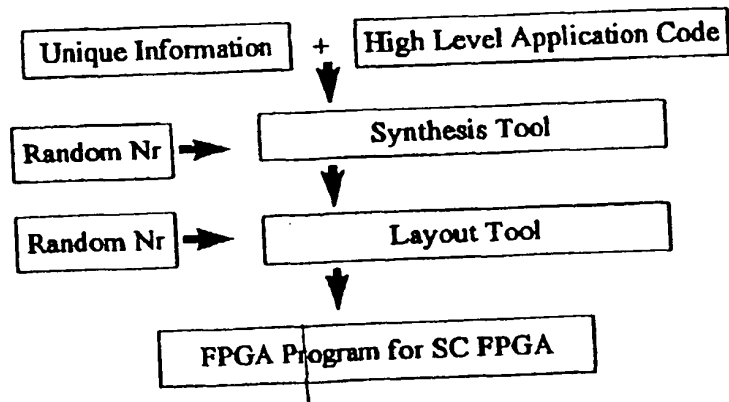 Unique Information + High Level Application Code
Random Nr Synthesis Tool
Random Nr Layout Tool
FPGA Program for SC FPGA